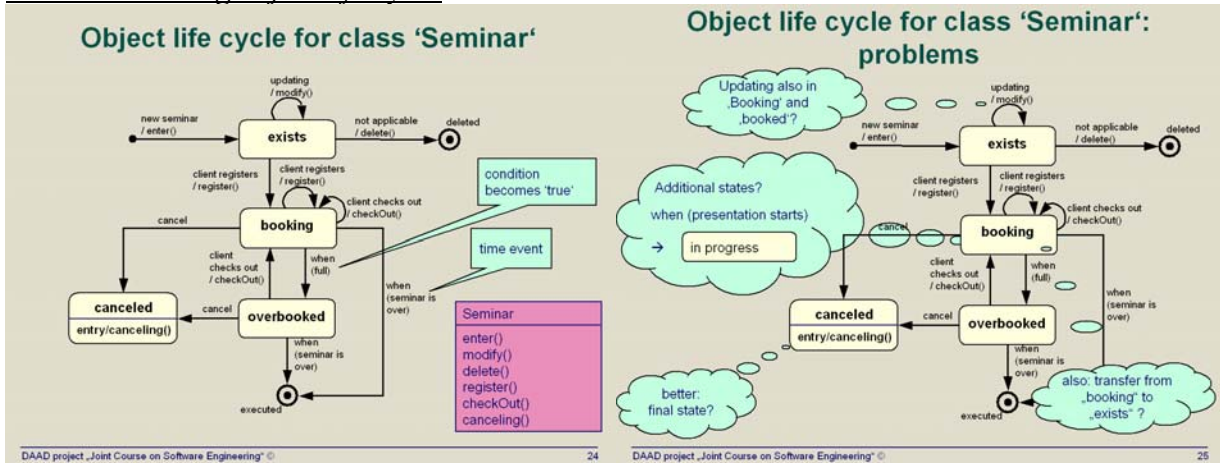 Object life cycle for class ‘Seminar‘
updating
/ modify()
new seminar
/ enter()
exists
not applicable
/ delete()
deleted
client registers
/ register()
client registers
/ register()
client checks out
/ checkOut()
condition
becomes 'true'
cancel
booking
time event
client
checks out
/ checkOut()
when
(full)
when
(seminar is
over)
canceled
entry/canceling()
cancel
overbooked
when
(seminar is
over)
executed
Seminar
enter()
modify()
delete()
register()
checkOut()
canceling()
DAAD project „Joint Course on Software Engineering“ ©
24
Object life cycle for class ‘Seminar‘:
problems
Updating also in
„Booking‘ and
„booked‘?
updating
/ modify()
new seminar
/ enter()
exists
not applicable
/ delete()
deleted
Additional states?
when (presentation starts)
→ in progress
client registers
/ register()
client registers
/ register()
client checks out
/ checkOut()
cancel
booking
client
checks out
/ checkOut()
when
(full)
canceled
entry/canceling()
cancel
overbooked
when
(seminar is
over)
when
(seminar is
over)
executed
better:
final state?
also: transfer from
„booking“ to
„exists“ ?
DAAD project „Joint Course on Software Engineering“ ©
25